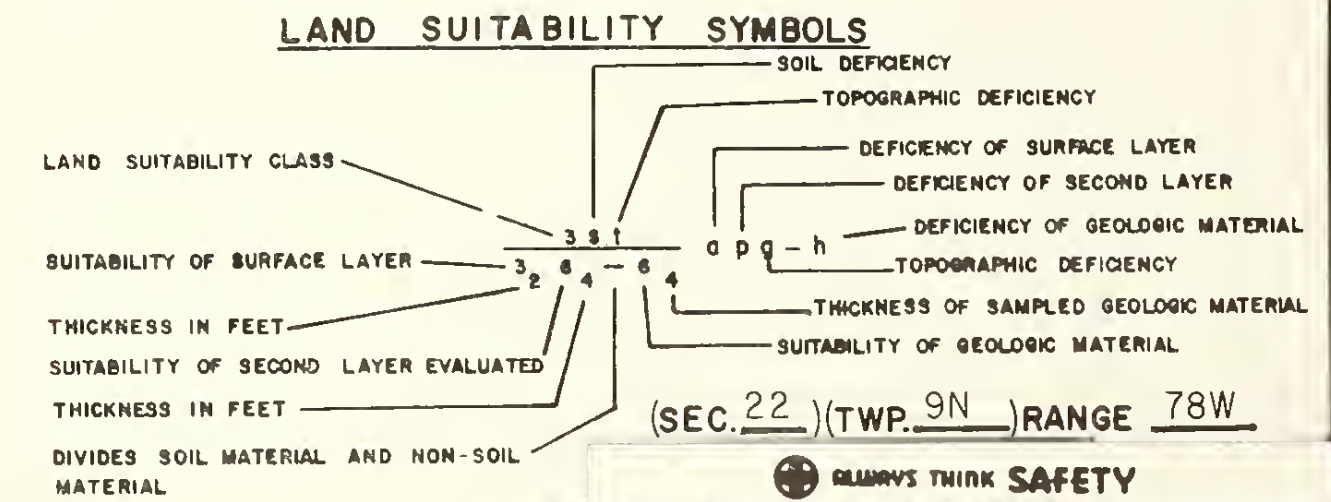 LAND SUITABILITY SYMBOLS
SOIL DEFICIENCY
TOPOGRAPHIC DEFICIENCY
LAND SUITABILITY CLASS
DEFICIENCY OF SURFACE LAYER
DEFICIENCY OF SECOND LAYER
3 S t
a p g - h
DEFICIENCY OF GEOLOGIC MATERIAL
SUITABILITY OF SURFACE LAYER
3 2 6 4 - 6 4
TOPOGRAPHIC DEFICIENCY
THICKNESS IN FEET
THICKNESS OF SAMPLED GEOLOGIC MATERIAL
SUITABILITY OF SECOND LAYER EVALUATED
SUITABILITY OF GEOLOGIC MATERIAL
THICKNESS IN FEET
(SEC. 22 )(TWP. 9N )RANGE 78W
DIVIDES SOIL MATERIAL AND NON-SOIL
MATERIAL
ALWAYS THINK SAFETY